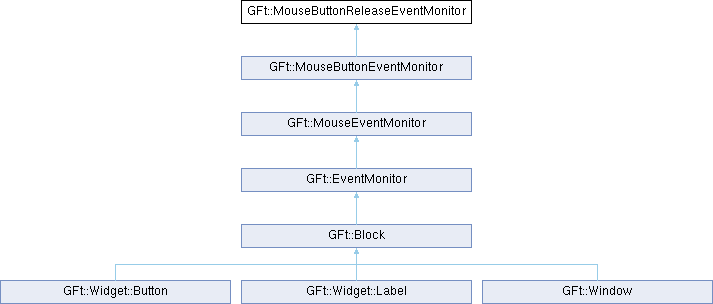 GFt::MouseButtonReleaseEventMonitor
GFt::MouseButtonEventMonitor
GFt::MouseEventMonitor
GFt::EventMonitor
GFt::Block
GFt::Widget::Button
GFt::Widget::Label
GFt::Window